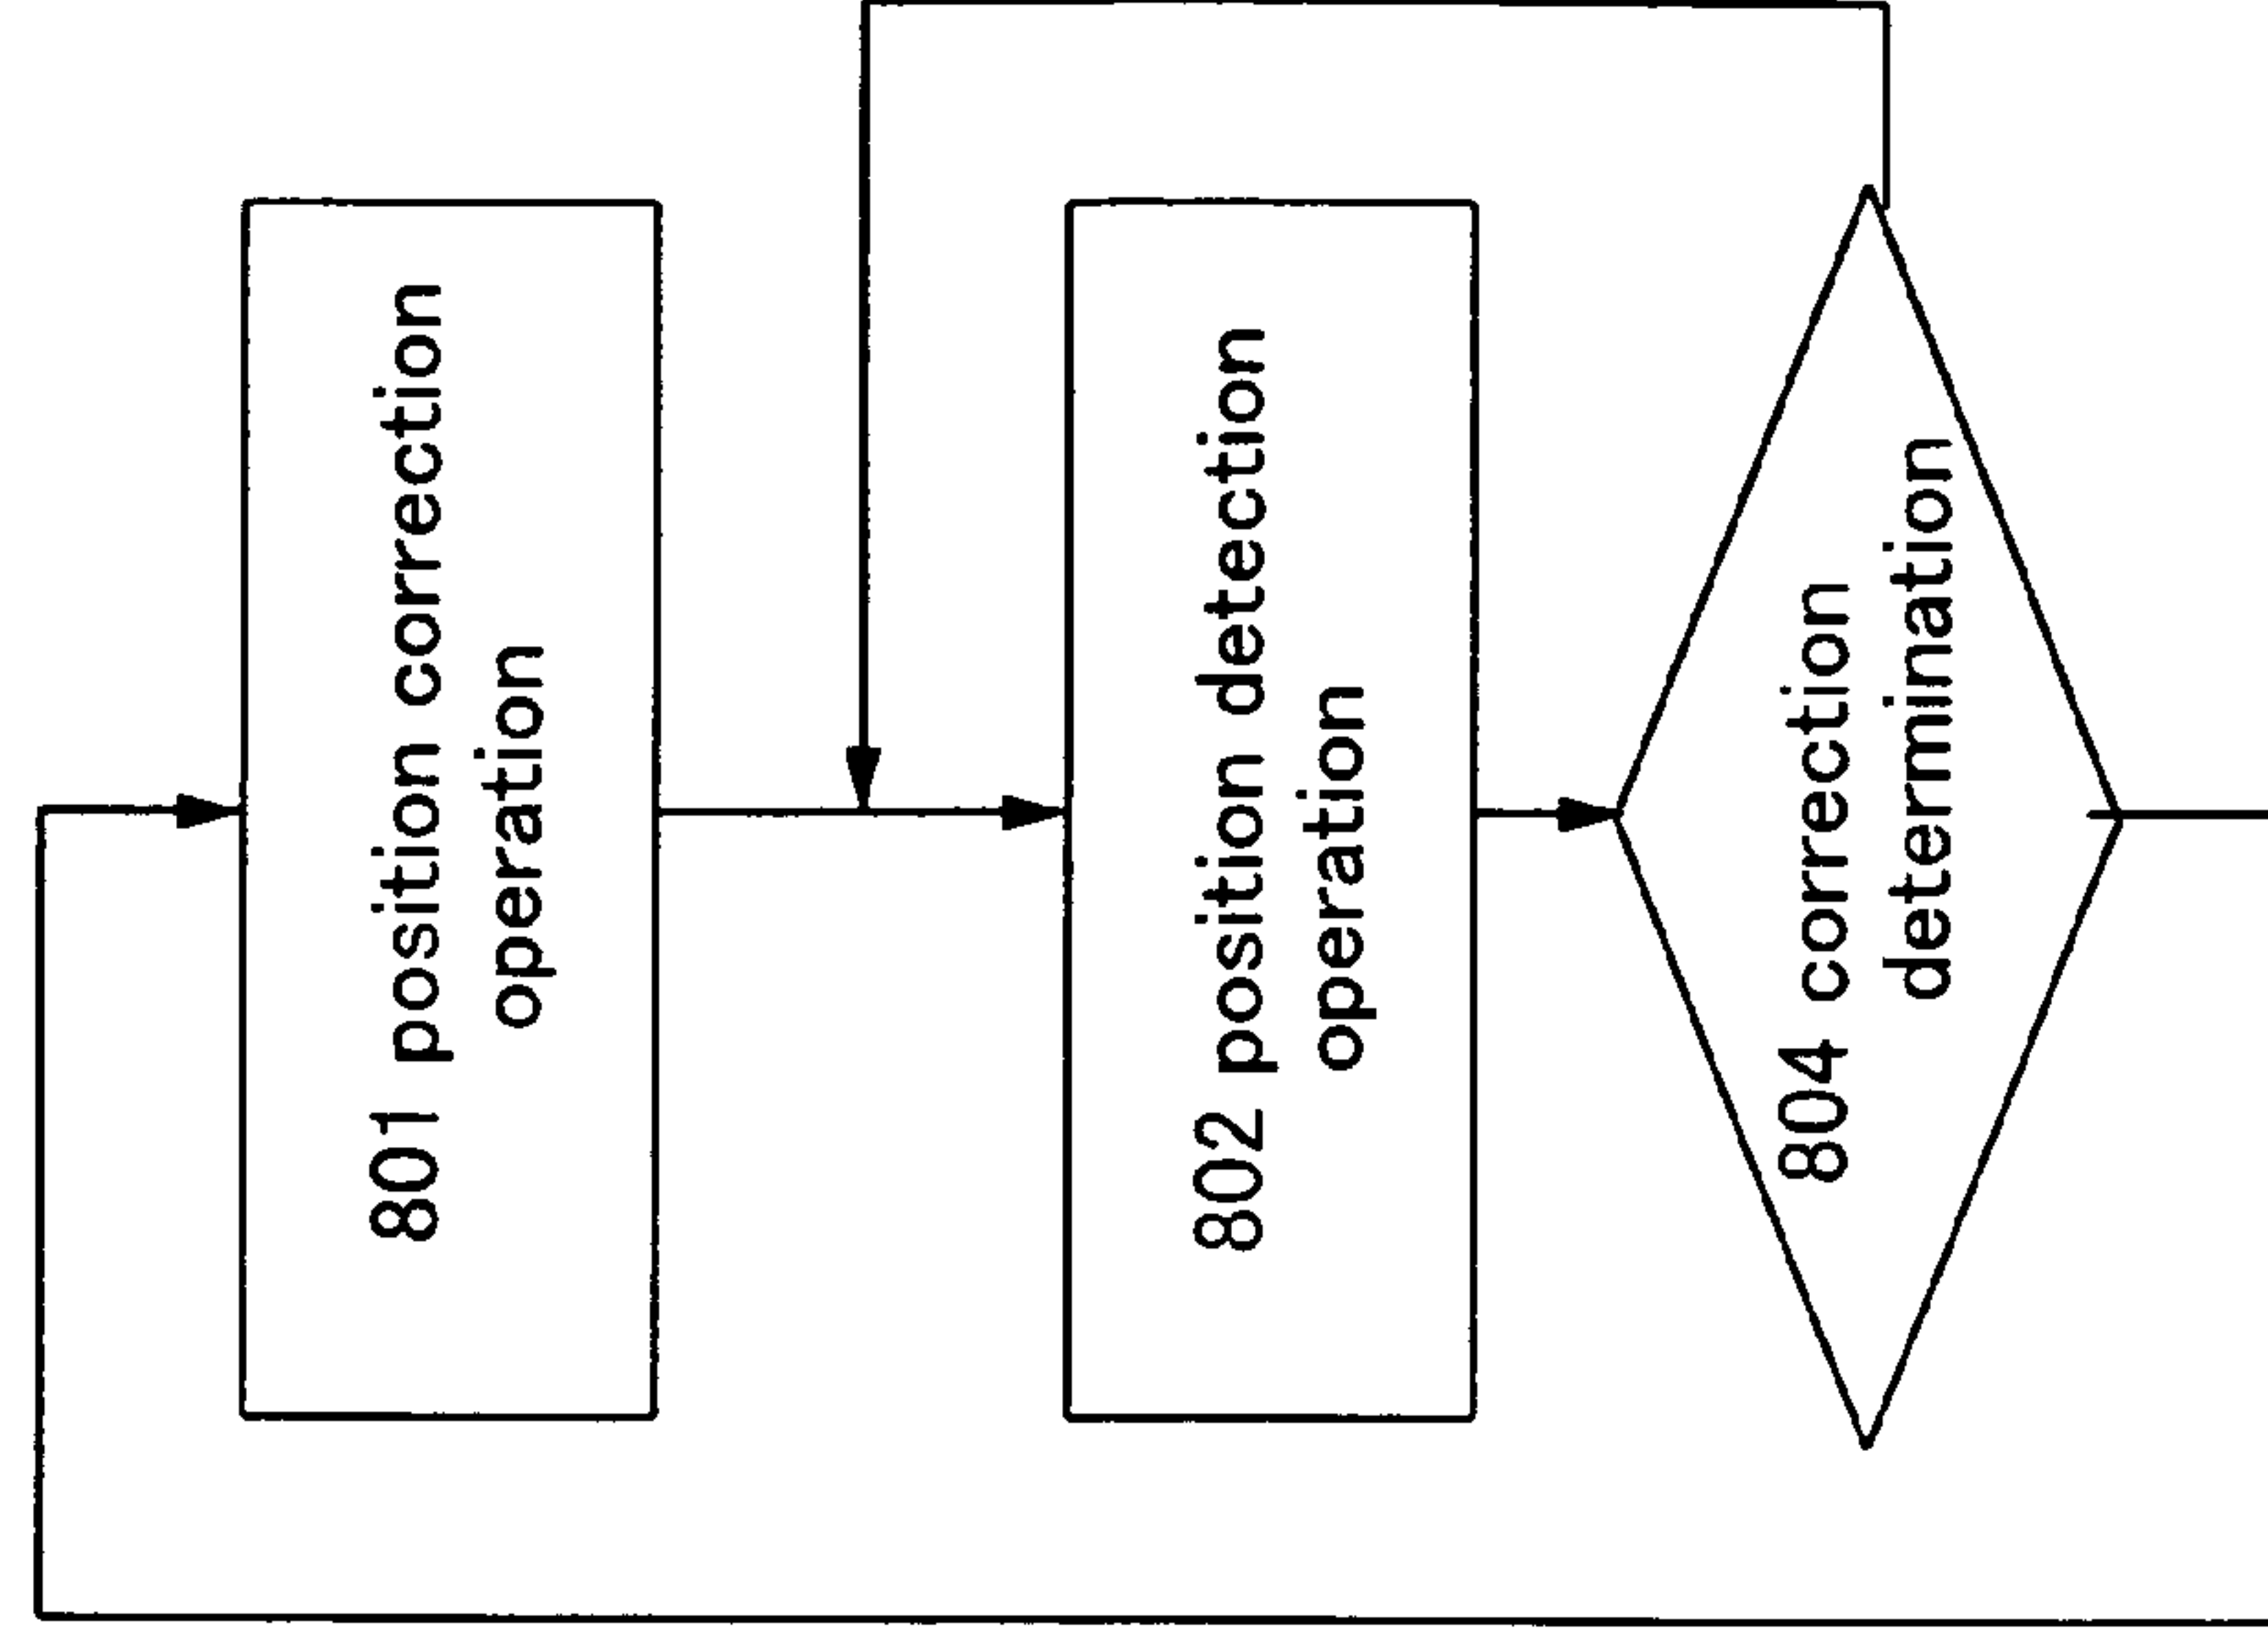 801 position correction
operation
802 position detection
operation
804 correction
determination